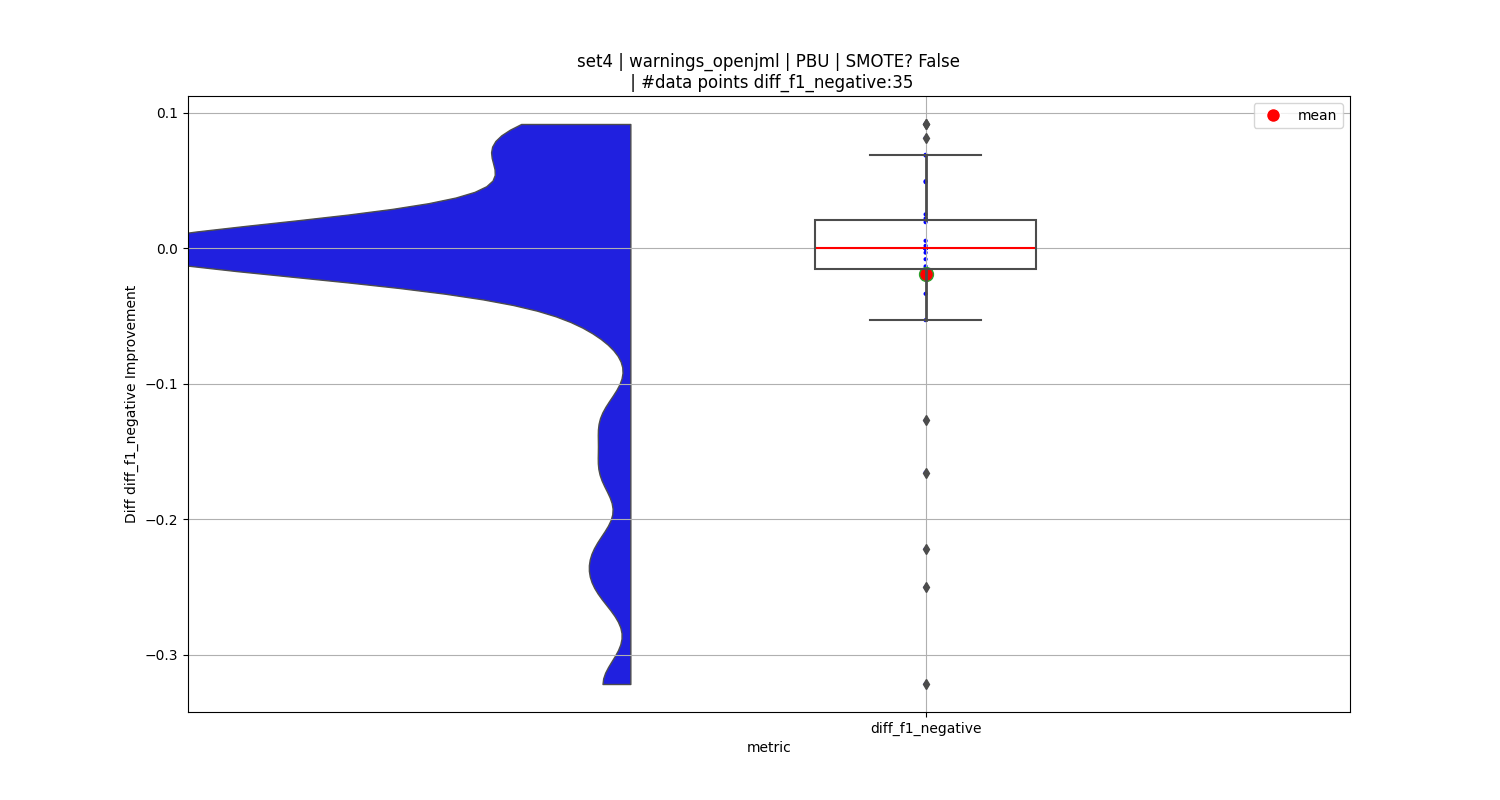 set4 | warnings_openjml | PBU | SMOTE? False
| #data points diff_f1_negative:35
mean
0.1
0.0
−0.1
−0.2
−0.3
Diff diff_f1_negative Improvement
diff_f1_negative
metric